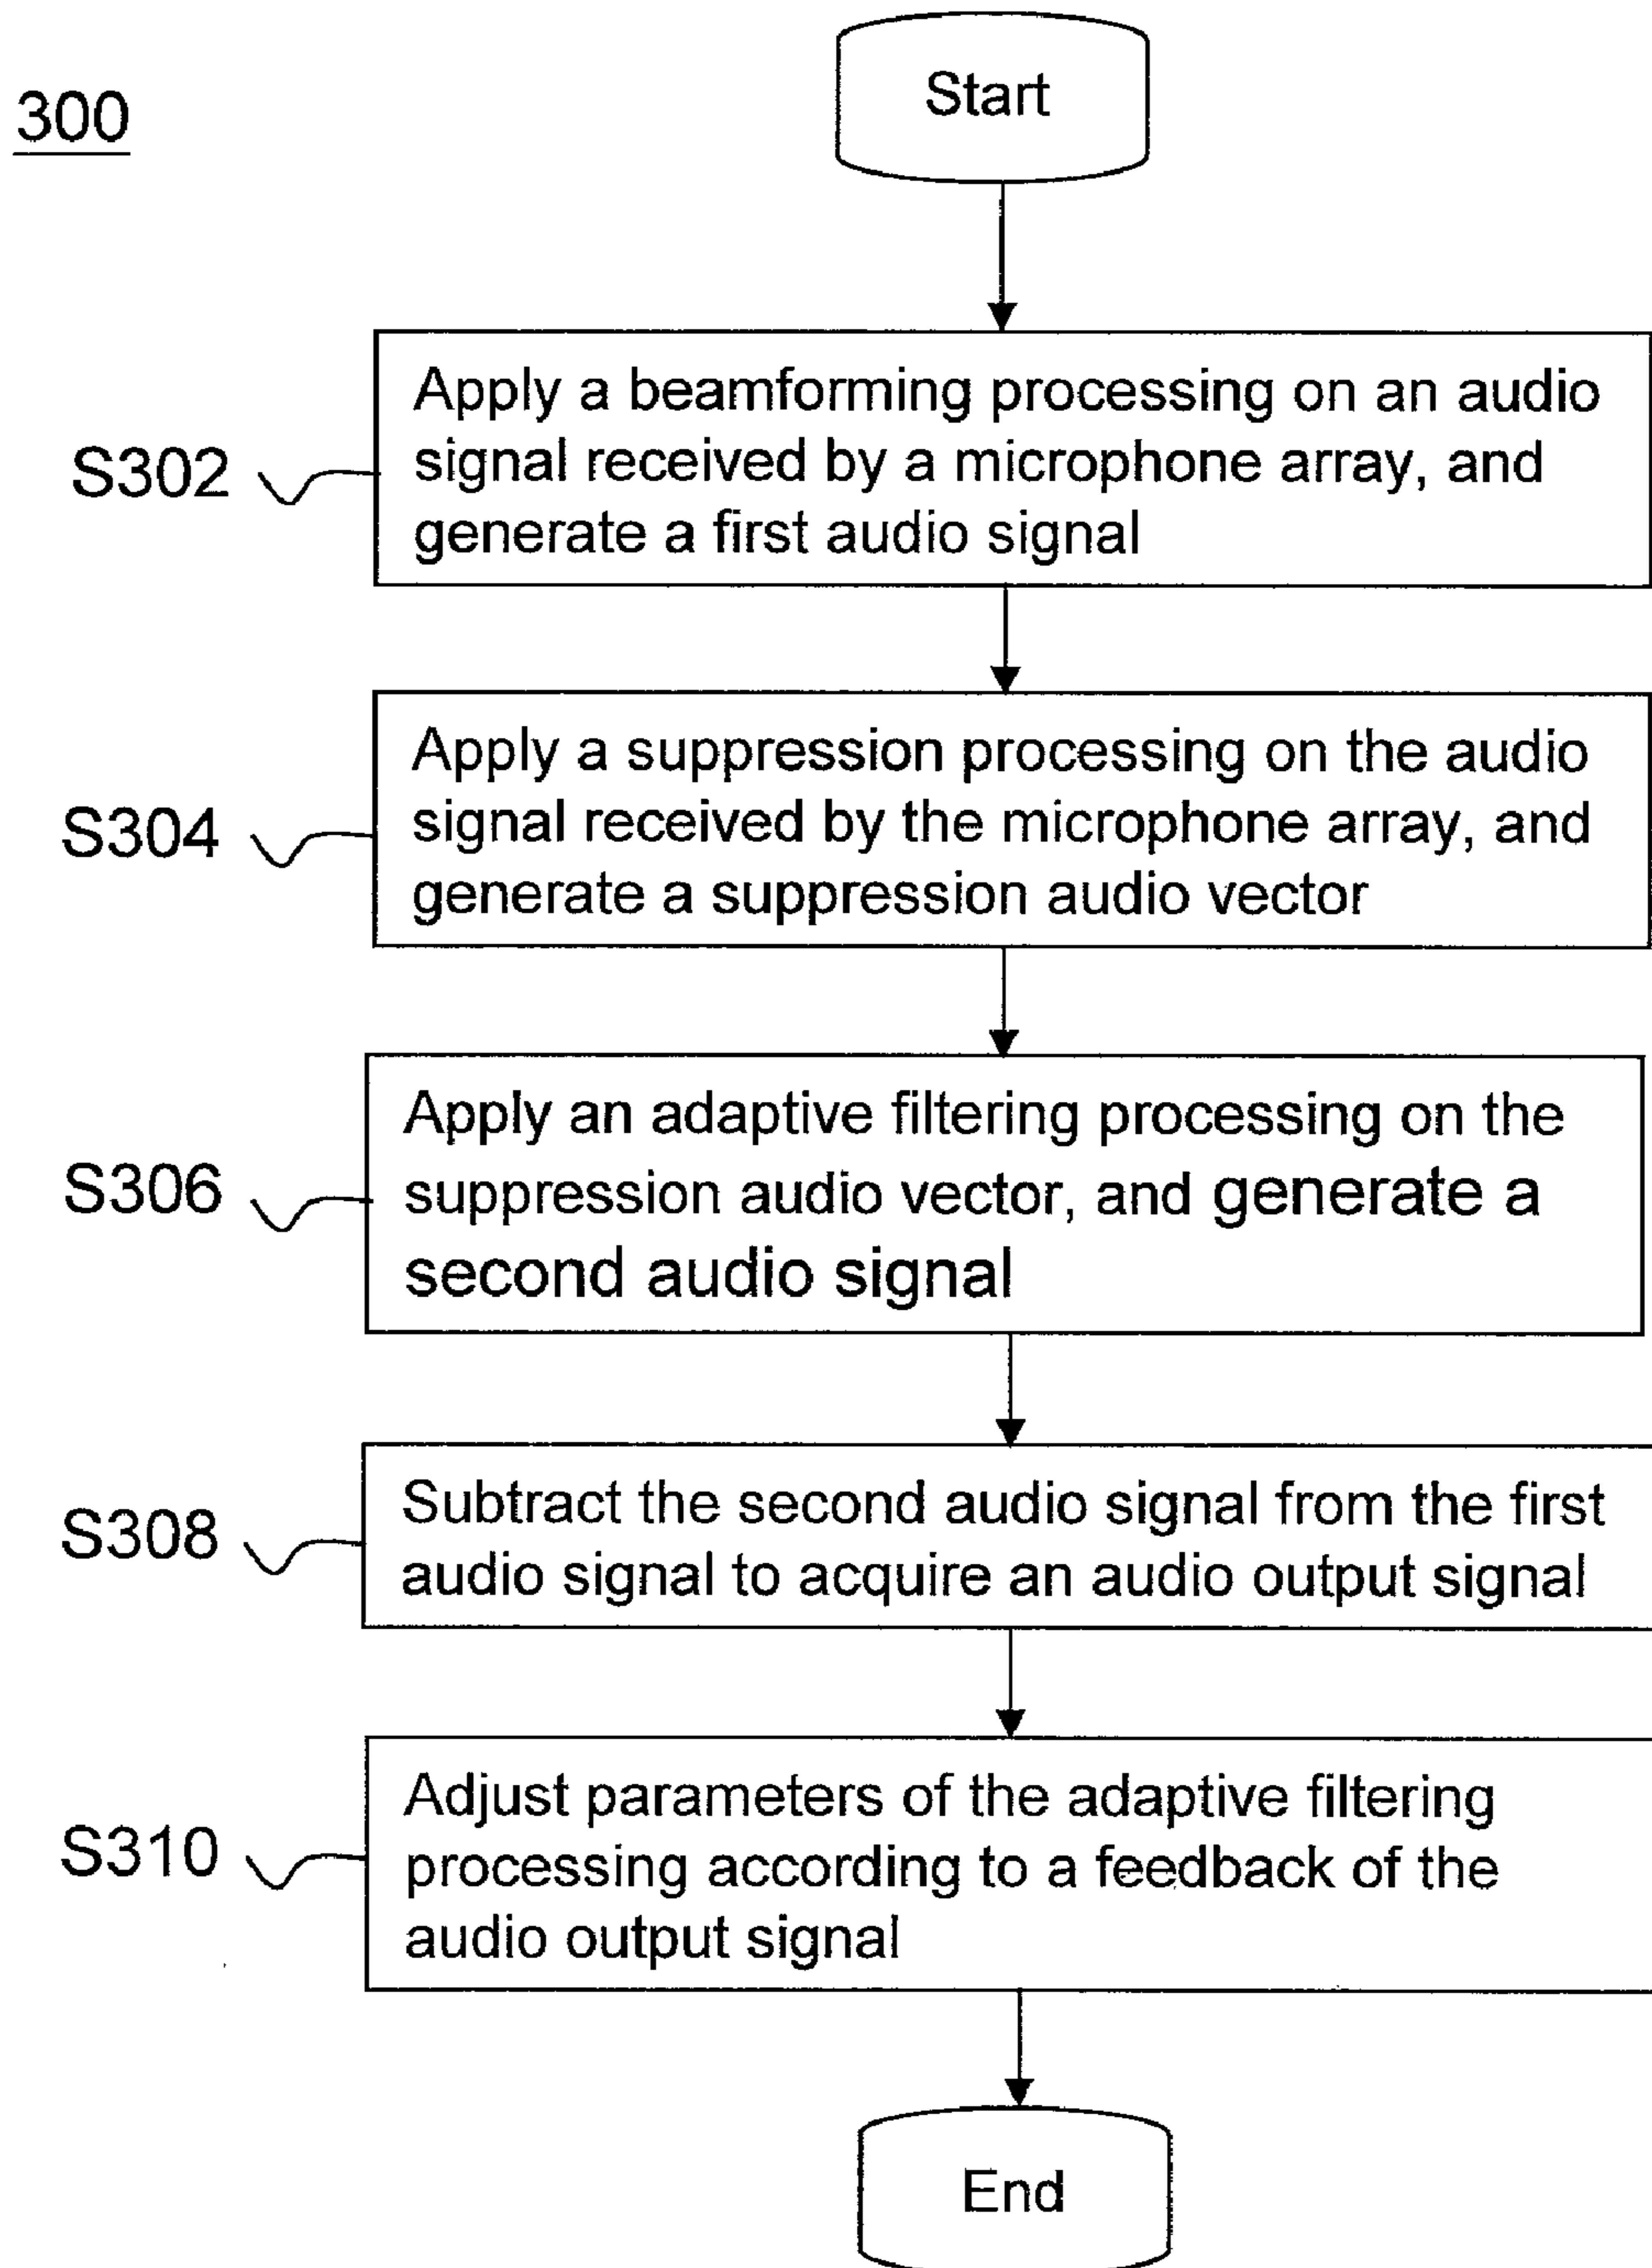 300
Start
S302
Apply a beamforming processing on an audio
signal received by a microphone array, and
generate a first audio signal
S304
Apply a suppression processing on the audio
signal received by the microphone array, and
generate a suppression audio vector
S306
Apply an adaptive filtering processing on the
suppression audio vector, and generate a
second audio signal
S308
Subtract the second audio signal from the first
audio signal to acquire an audio output signal
S310
Adjust parameters of the adaptive filtering
processing according to a feedback of the
audio output signal
End